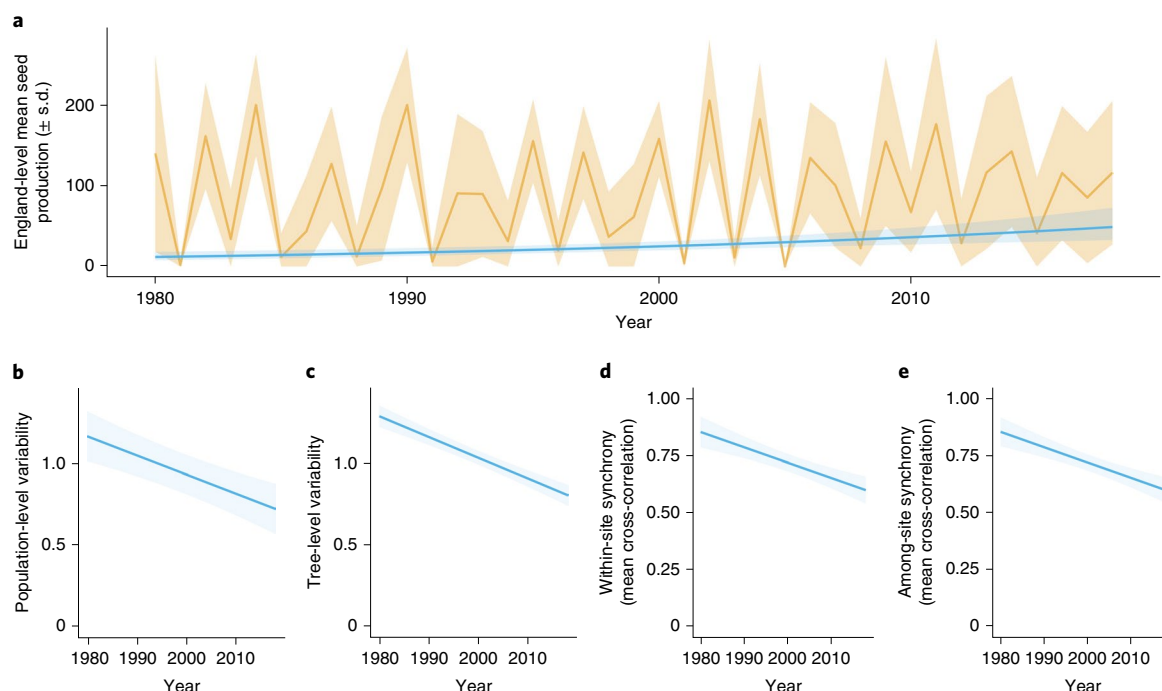 a
England-level mean seed
production (± s.d.)
200
100
0
1980
1990
2000
2010
Year
b
Population-level variability
1.0
0.5
0
1980 1990 2000 2010
Year
c
Tree-level variability
1.0
0.5
0
1980 1990 2000 2010
Year
d
Within-site synchrony
(mean cross-correlation)
1.00
0.75
0.50
0.25
0
1980 1990 2000 2010
Year
e
Among-site synchrony
(mean cross-correlation)
1.00
0.75
0.50
0.25
0
1980 1990 2000 2010
Year